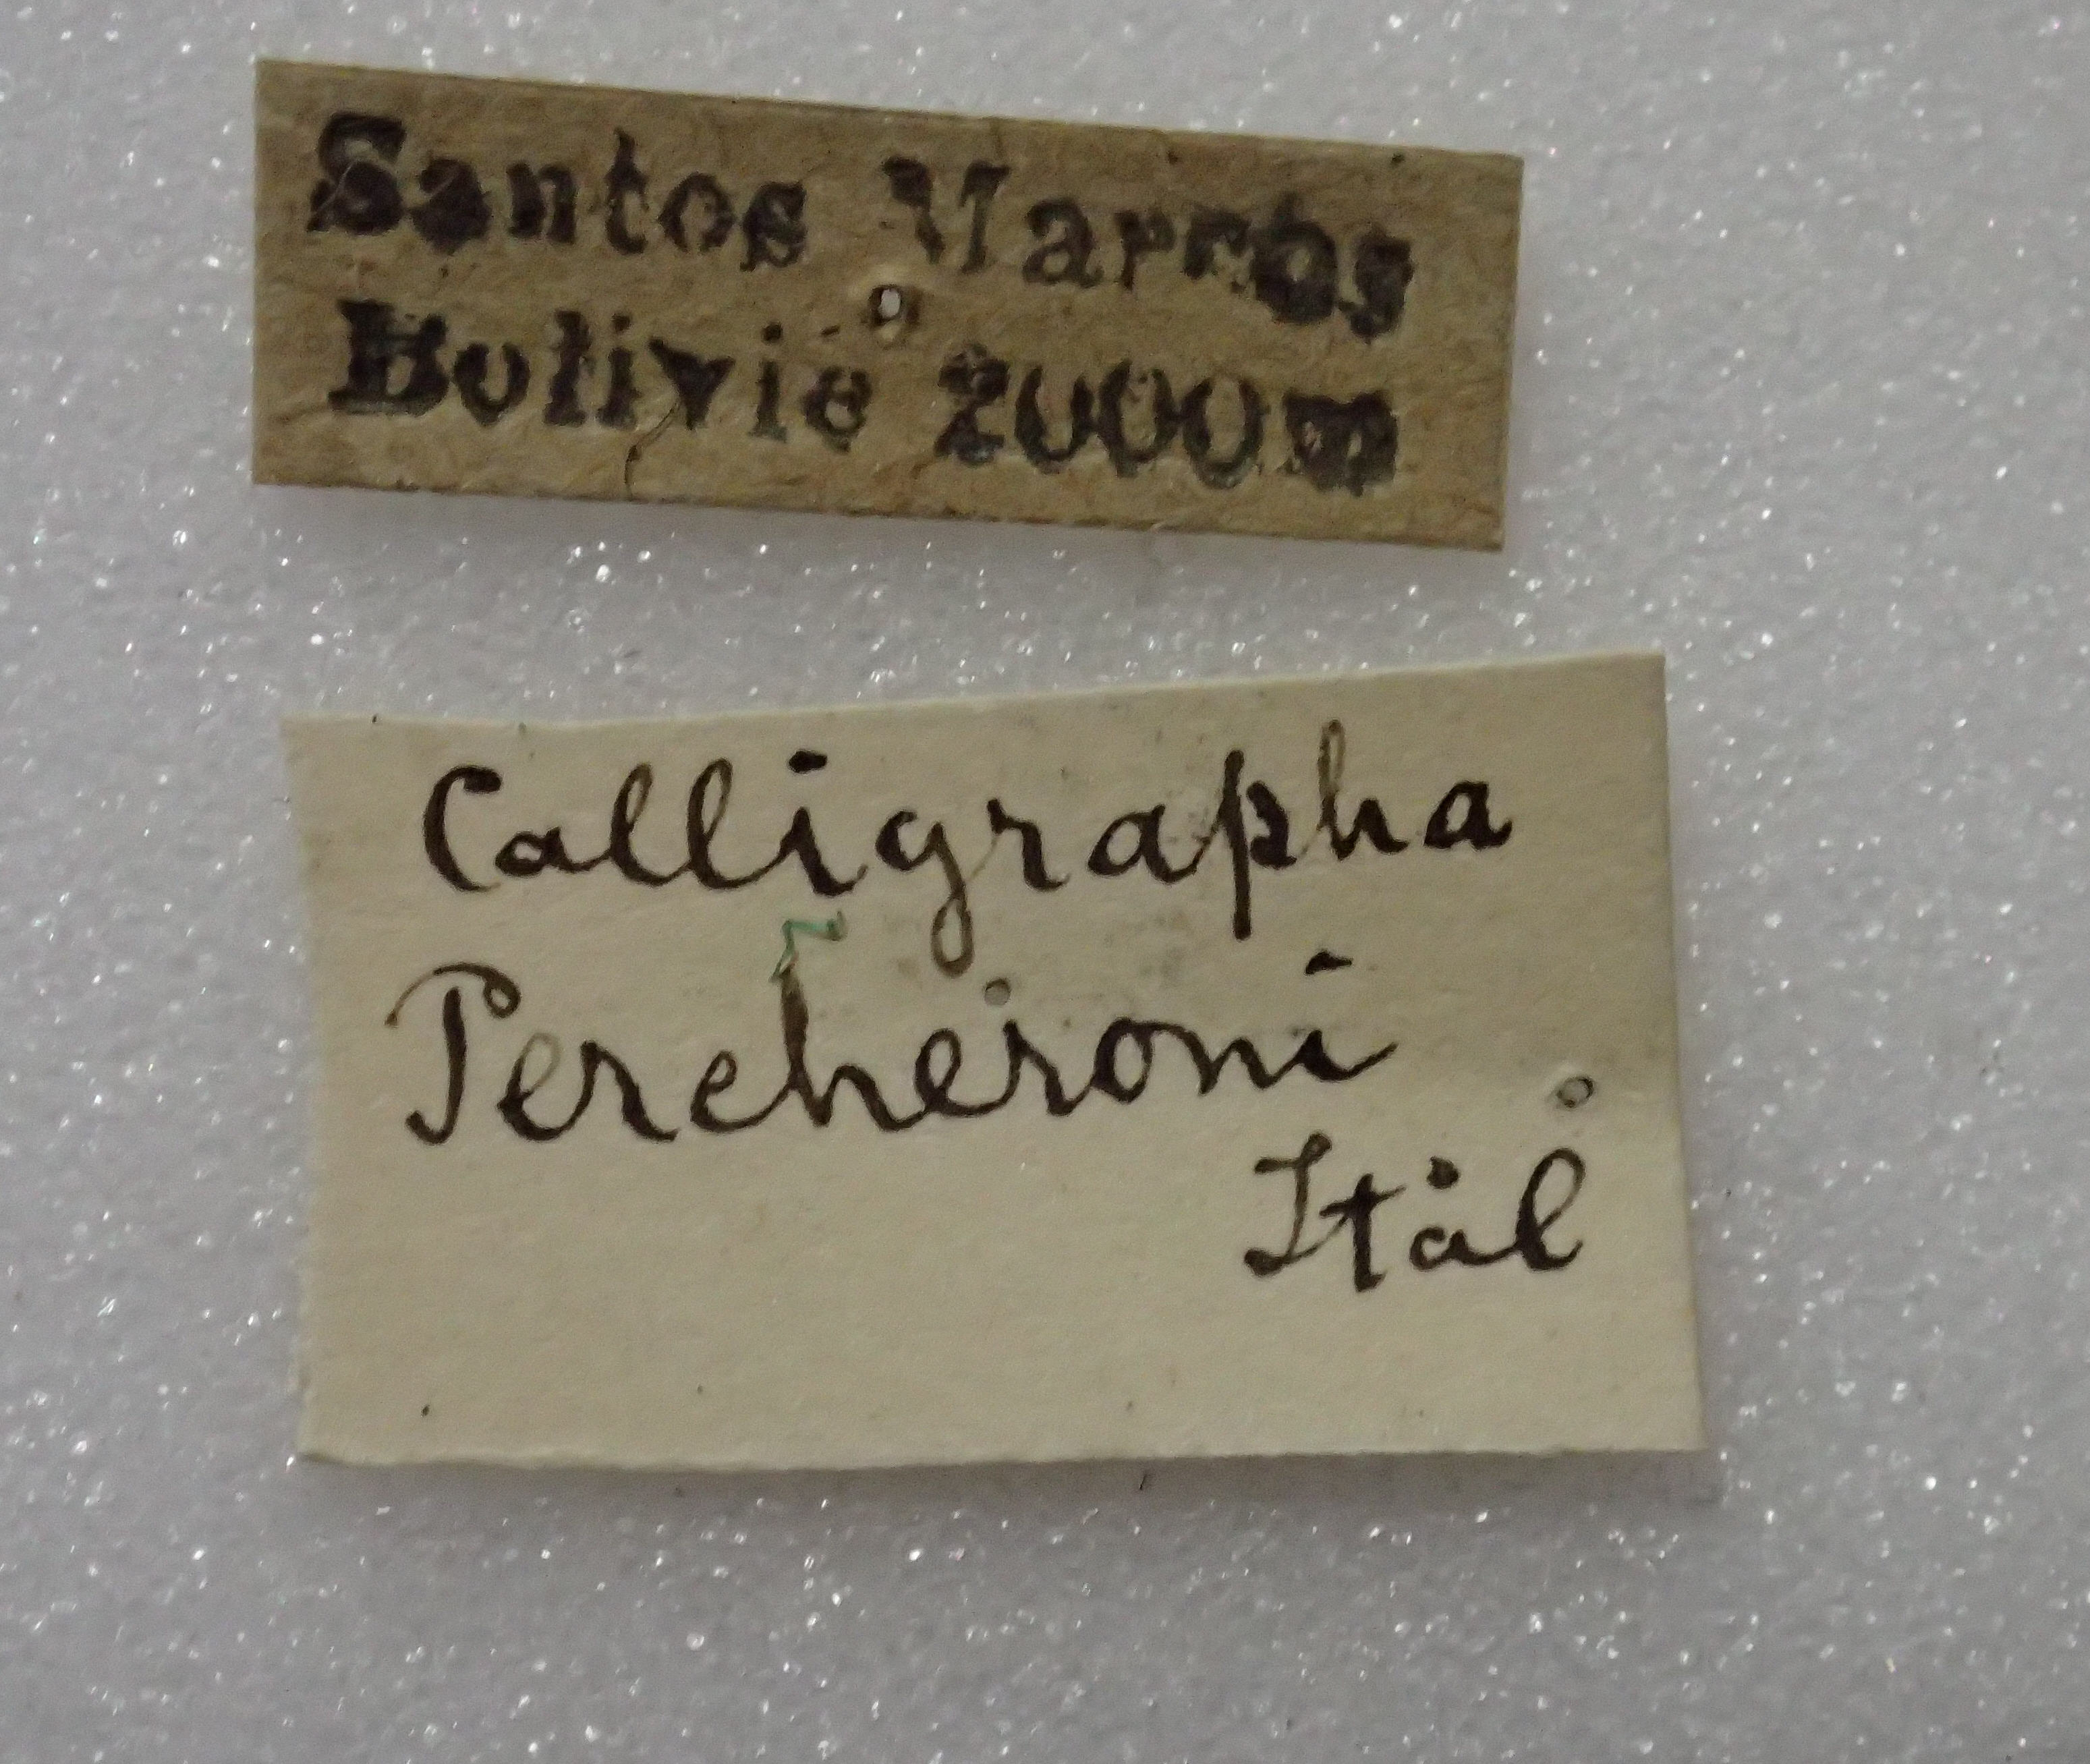 Santos Marcos
Bolivie 2000m
Calligrapha
Percheroni
Stål